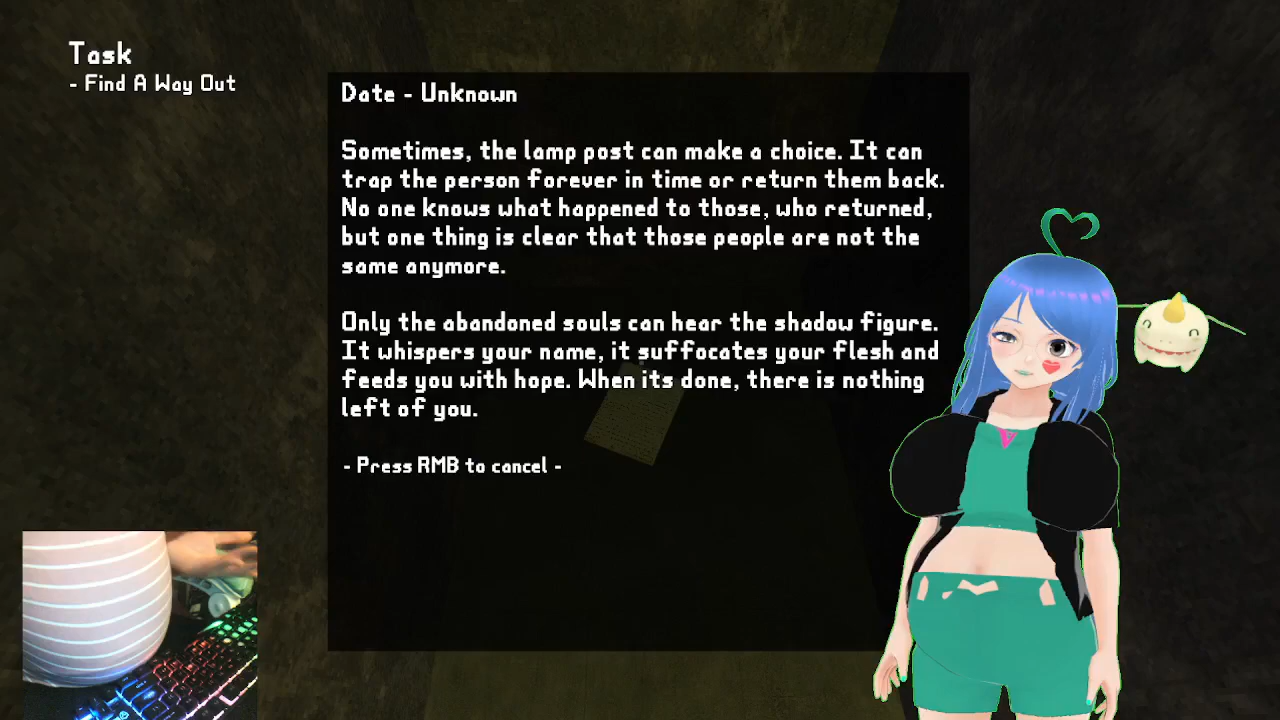 Task
- Find A Way Out
Date - Unknown
Sometimes, the lamp post can make a choice. It can
trap the person forever in time or return them back.
No one knows what happened to those, who returned,
but one thing is clear that those people are not the
same anymore.
Only the abandoned souls can hear the shadow figure.
It whispers your name, it suffocates your flesh and
feeds you with hope. When its done, there is nothing
left of you.
- Press RMB to cancel -